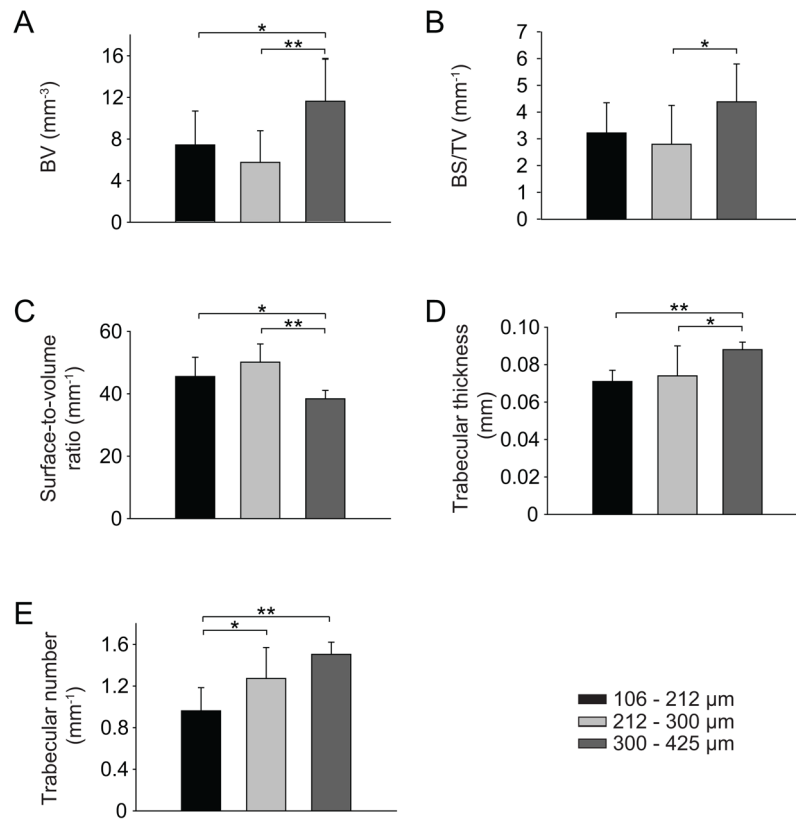 A
BV (mm-3)
16
12
8
4
0
*
**
B
BS/TV (mm-1)
7
6
5
4
3
2
1
0
*
C
Surface-to-volume
ratio (mm-1)
60
40
20
0
*
**
D
Trabecular thickness
(mm)
0.10
0.08
0.06
0.04
0.02
0
**
*
E
Trabecular number
(mm-1)
1.6
1.2
0.8
0.4
0
**
*
106 - 212 µm
212 - 300 µm
300 - 425 µm